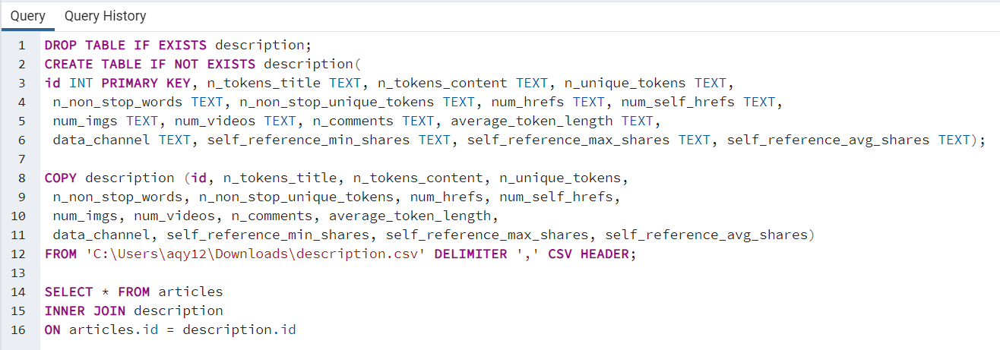 Query Query History
1 DROP TABLE IF EXISTS description;
2 CREATE TABLE IF NOT EXISTS description(
3 id INT PRIMARY KEY, n_tokens_title TEXT, n_tokens_content TEXT, n_unique_tokens TEXT,
4 n_non_stop_words TEXT, n_non_stop_unique_tokens TEXT, num_hrefs TEXT, num_self_hrefs TEXT,
5 num_imgs TEXT, num_videos TEXT, n_comments TEXT, average_token_length TEXT,
6 data_channel TEXT, self_reference_min_shares TEXT, self_reference_max_shares TEXT, self_reference_avg_shares TEXT);
7
8 COPY description (id, n_tokens_title, n_tokens_content, n_unique_tokens,
9 n_non_stop_words, n_non_stop_unique_tokens, num_hrefs, num_self_hrefs,
10 num_imgs, num_videos, n_comments, average_token_length,
11 data_channel, self_reference_min_shares, self_reference_max_shares, self_reference_avg_shares)
12 FROM 'C:\Users\aqy12\Downloads\description.csv' DELIMITER ',' CSV HEADER;
13
14 SELECT * FROM articles
15 INNER JOIN description
16 ON articles.id = description.id